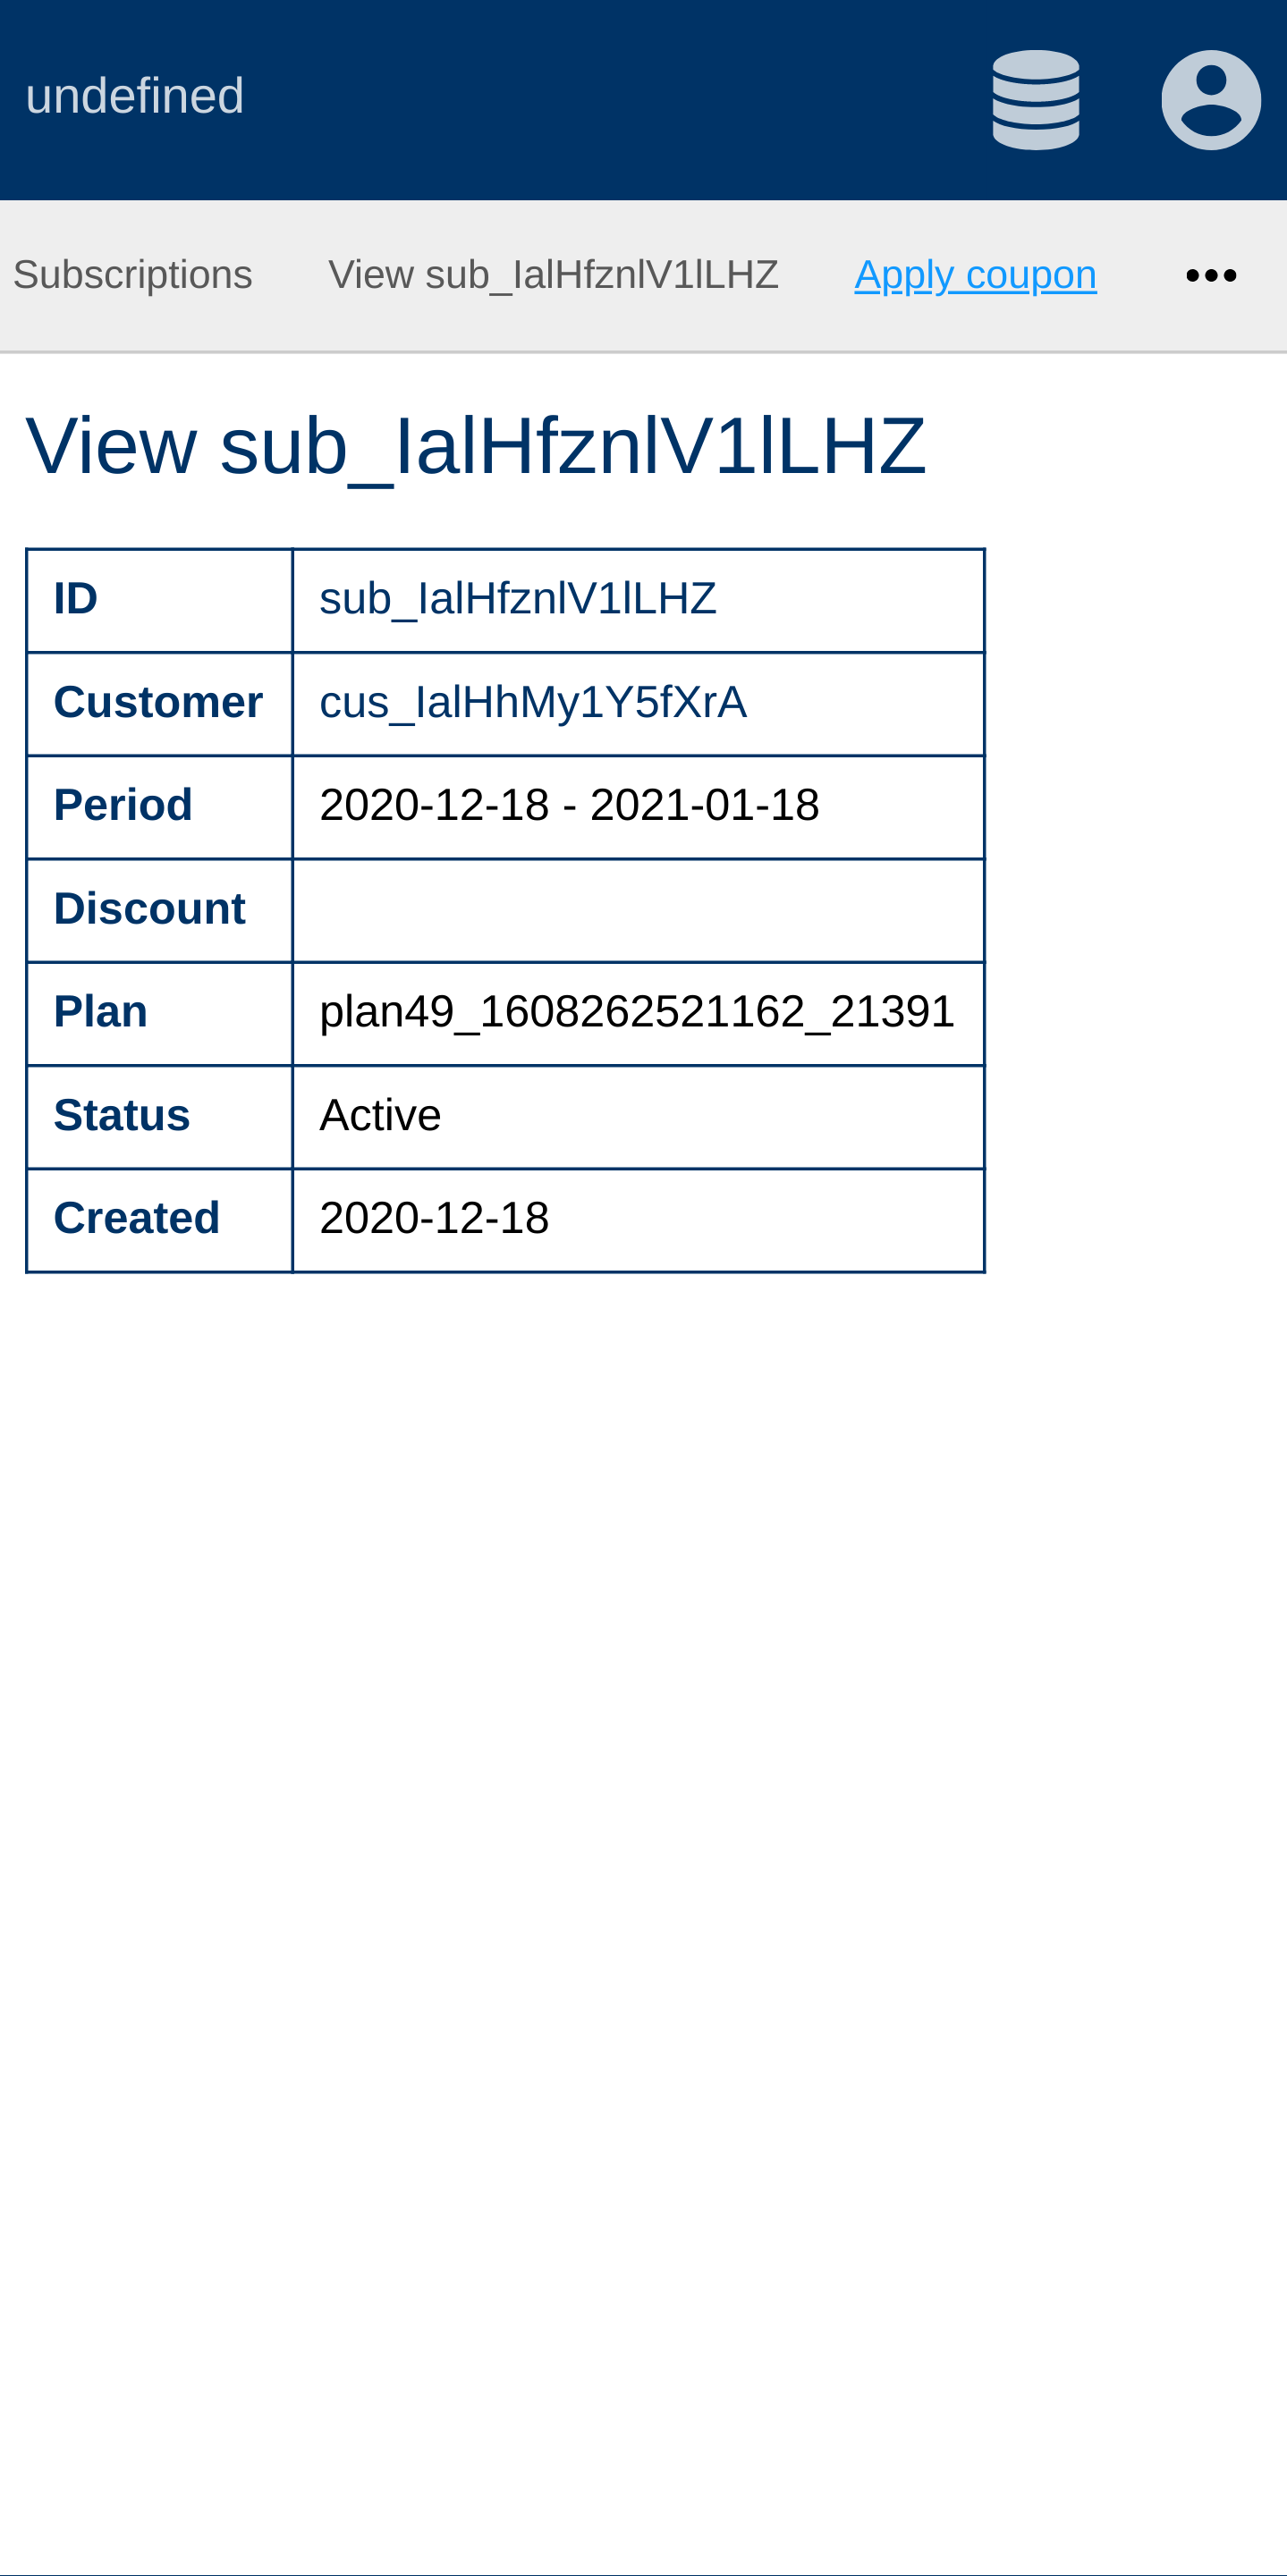 undefined
Subscriptions View sub_IalHfznlV1lLHZ Apply coupon •••
View sub_IalHfznlV1lLHZ
ID sub_IalHfznlV1lLHZ
Customer cus_IalHhMy1Y5fXrA
Period 2020-12-18 - 2021-01-18
Discount
Plan plan49_1608262521162_21391
Status Active
Created 2020-12-18